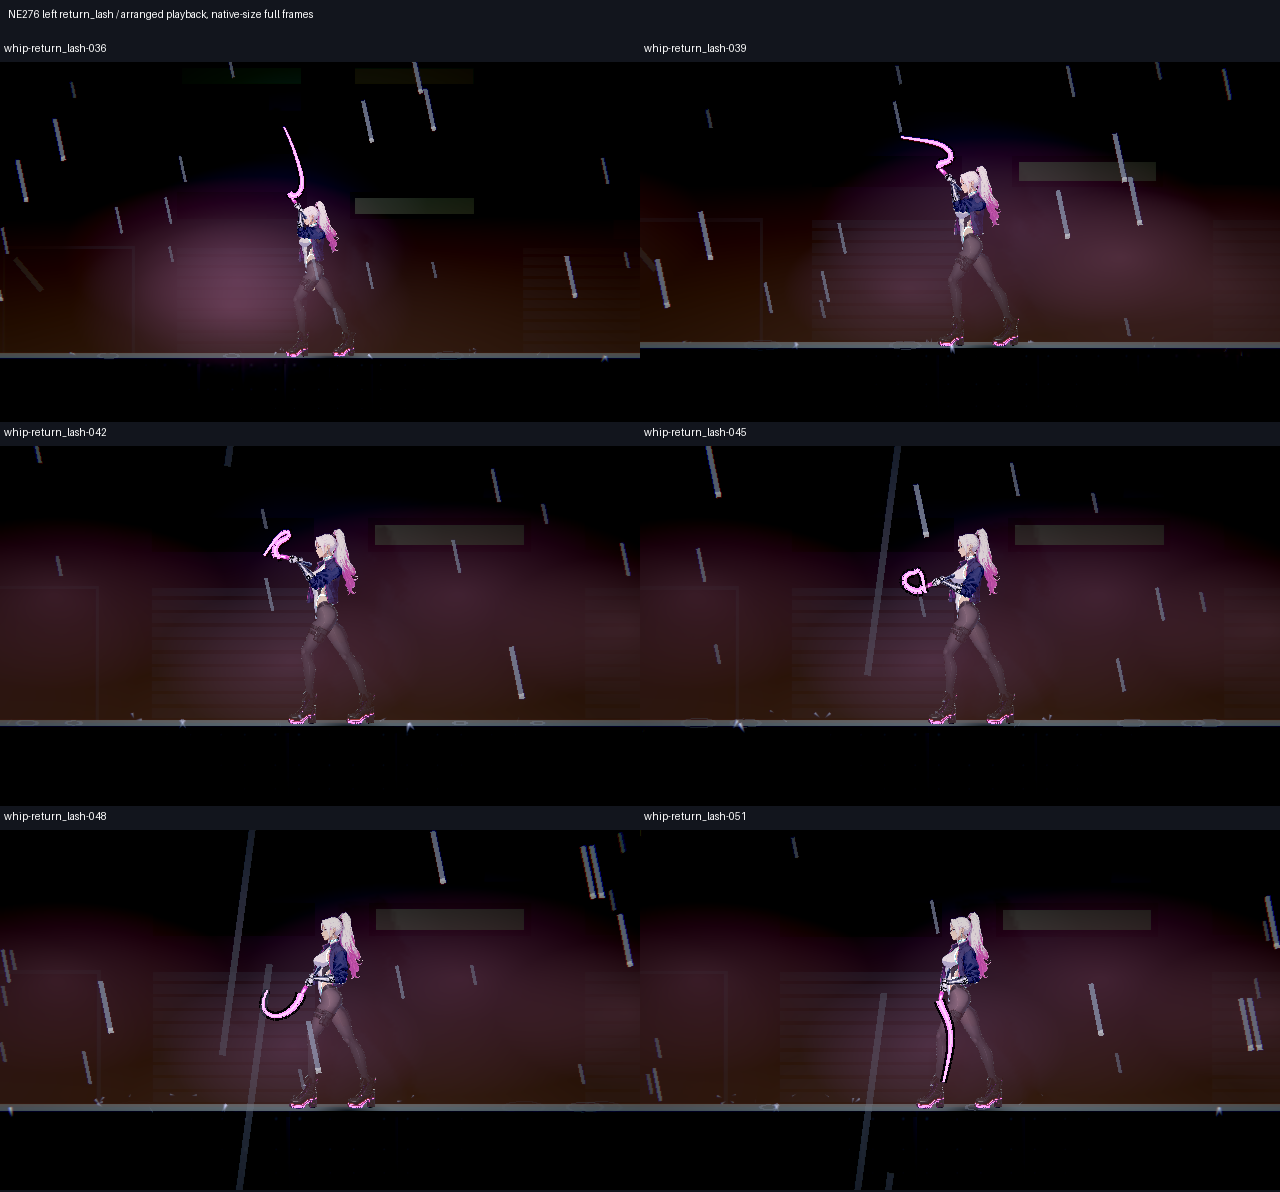 NE276 left return_lash / arranged playback, native-size full frames
whip-return_lash-036
whip-return_lash-039
whip-return_lash-042
whip-return_lash-045
whip-return_lash-048
whip-return_lash-051